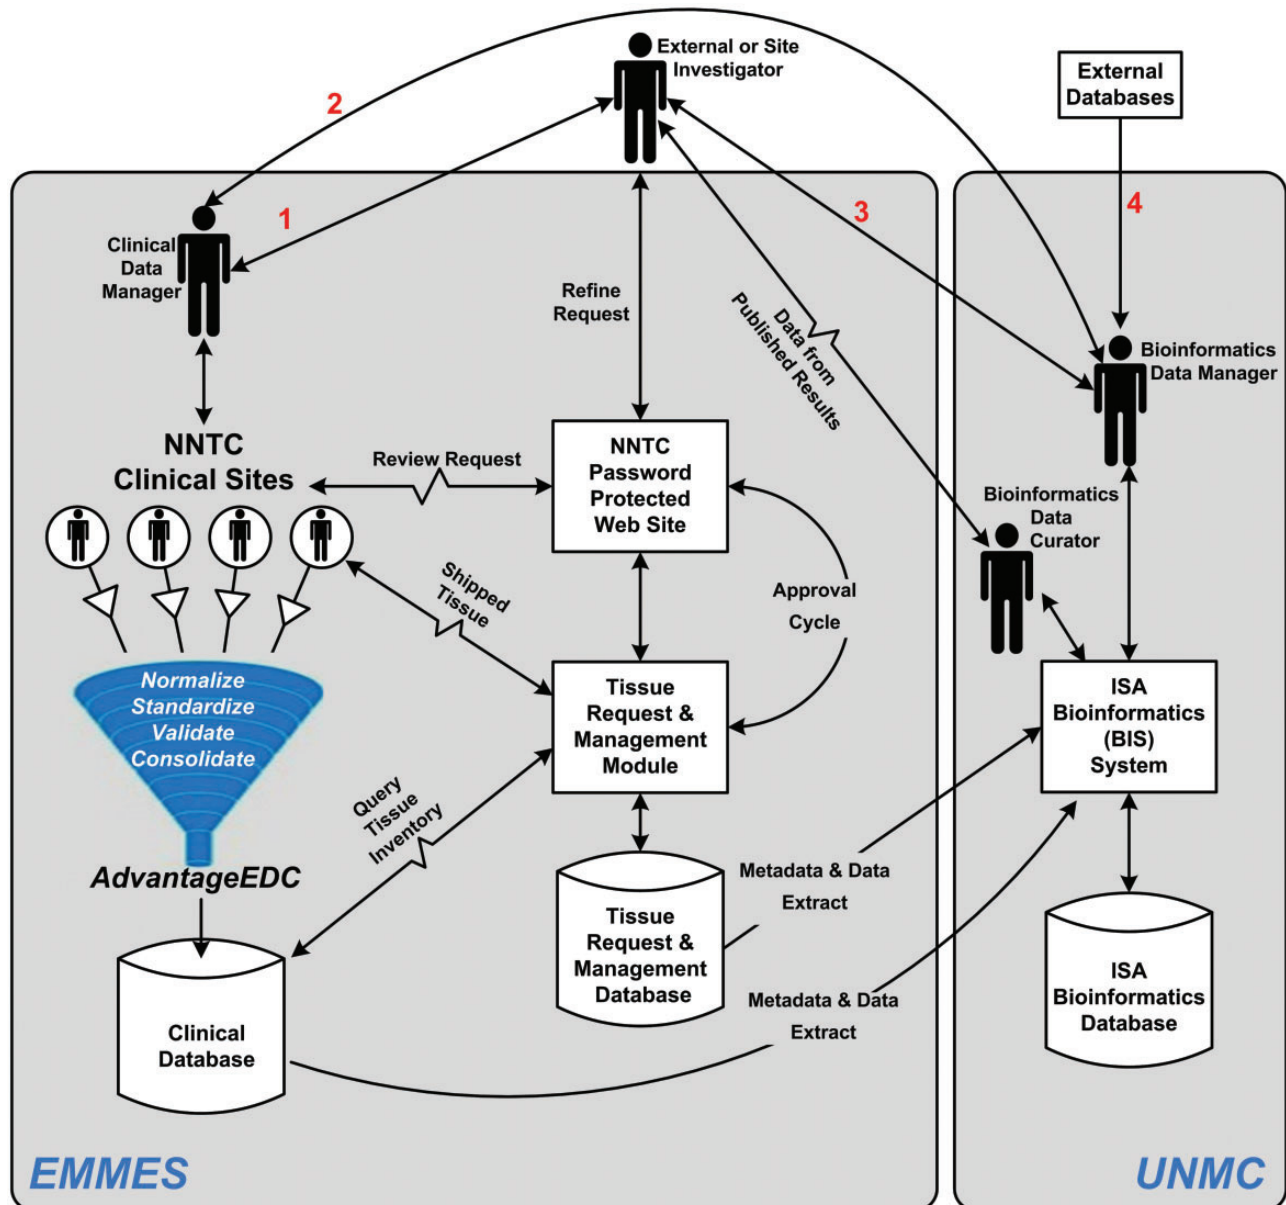 External or Site
Investigator
External
Databases
2
1
3
4
Clinical
Data
Manager
Refine
Request
Data from
Published Results
Bioinformatics
Data Manager
NNTC
Clinical Sites
Review Request
NNTC
Password
Protected
Web Site
Bioinformatics
Data
Curator
Shipped
Tissue
Approval
Cycle
Normalize
Standardize
Validate
Consolidate
Tissue
Request &
Management
Module
ISA
Bioinformatics
(BIS)
System
Query
Tissue
Inventory
AdvantageEDC
Metadata & Data
Extract
Tissue
Request &
Management
Database
ISA
Bioinformatics
Database
Metadata & Data
Extract
Clinical
Database
EMMES
UNMC